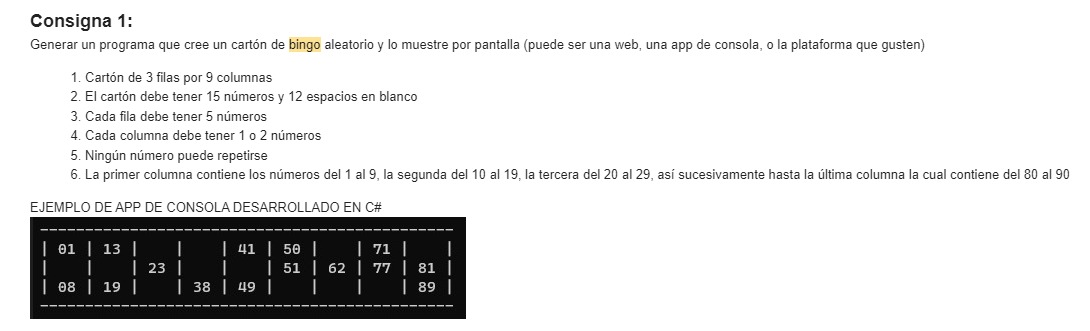 Consigna 1:
Generar un programa que cree un cartón de bingo aleatorio y lo muestre por pantalla (puede ser una web, una app de consola, o la plataforma que gusten)
1. Cartón de 3 filas por 9 columnas
2. El cartón debe tener 15 números y 12 espacios en blanco
3. Cada fila debe tener 5 números
4. Cada columna debe tener 1 o 2 números
5. Ningún número puede repetirse
6. La primer columna contiene los números del 1 al 9, la segunda del 10 al 19, la tercera del 20 al 29, así sucesivamente hasta la última columna la cual contiene del 80 al 90
EJEMPLO DE APP DE CONSOLA DESARROLLADO EN C#
----------------------------------------------
| 01 | 13 |    |    | 41 | 50 |    | 71 |    |
|    |    | 23 |    |    | 51 | 62 | 77 | 81 |
| 08 | 19 |    | 38 | 49 |    |    |    | 89 |
----------------------------------------------